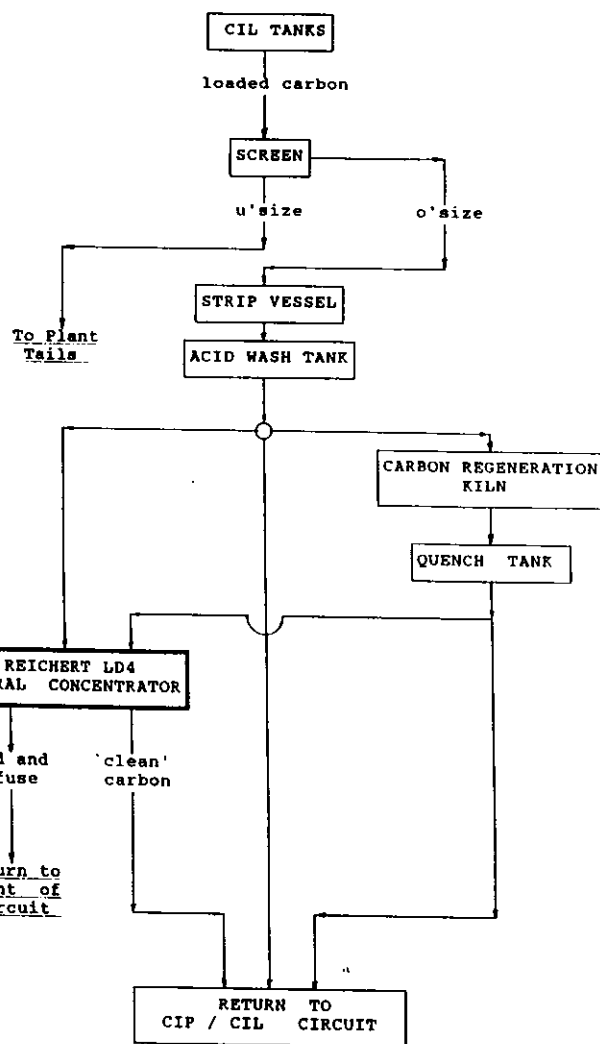 CIL TANKS
loaded carbon
SCREEN
u'size
o'size
STRIP VESSEL
To Plant
Tails
ACID WASH TANK
CARBON REGENERATION
KILN
QUENCH TANK
REICHERT LD4
RAL CONCENTRATOR
d and
fuse
`clean'
carbon
urn to
nt of
rcuit
RETURN TO
CIP / CIL CIRCUIT